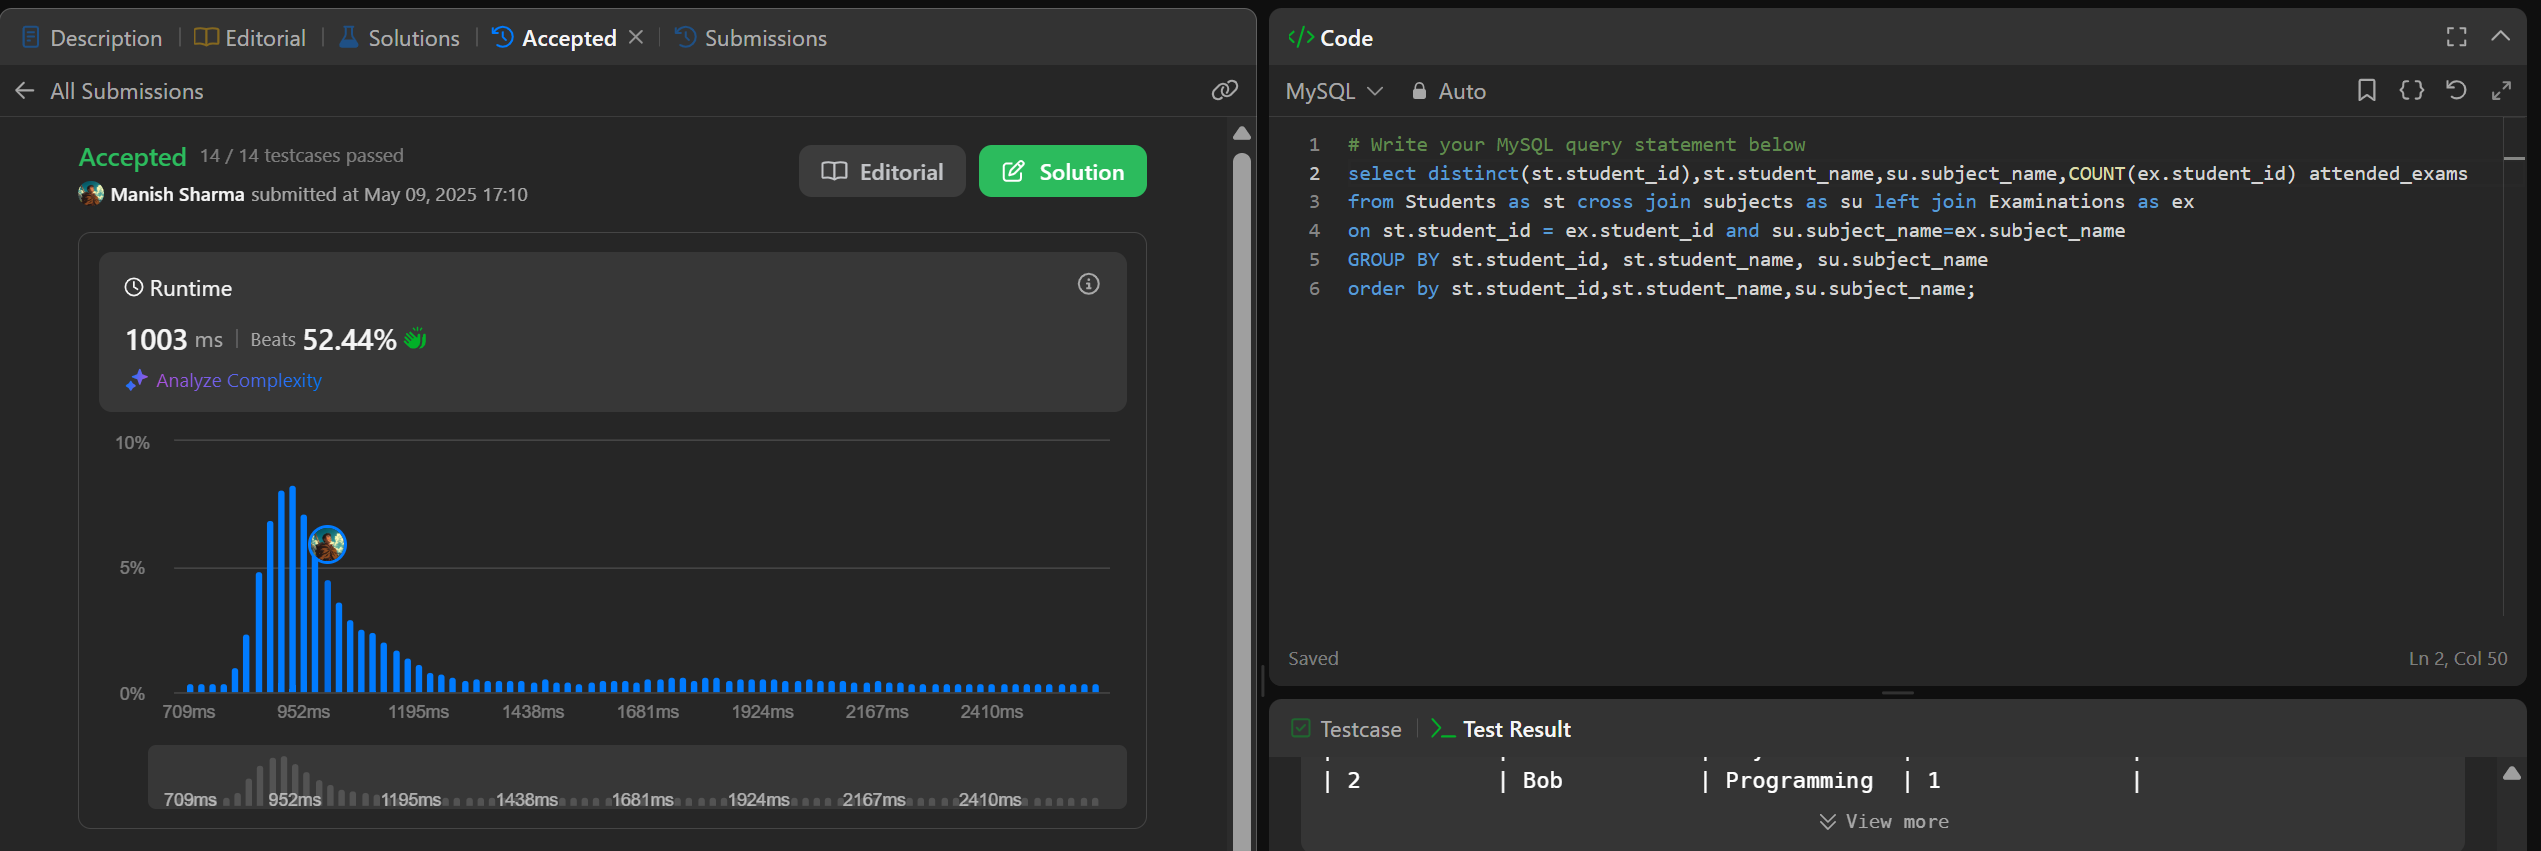 Description | Editorial | Solutions | Accepted | Submissions
All Submissions
Accepted 14 / 14 testcases passed
Manish Sharma submitted at May 09, 2025 17:10
Editorial
Solution
Runtime
1003 ms | Beats 52.44%
Analyze Complexity
10%
5%
0%
709ms 952ms 1195ms 1438ms 1681ms 1924ms 2167ms 2410ms
709ms 952ms 1195ms 1438ms 1681ms 1924ms 2167ms 2410ms
</> Code
MySQL Auto
1 # Write your MySQL query statement below
2 select distinct(st.student_id),st.student_name,su.subject_name,COUNT(ex.student_id) attended_exams
3 from Students as st cross join subjects as su left join Examinations as ex
4 on st.student_id = ex.student_id and su.subject_name=ex.subject_name
5 GROUP BY st.student_id, st.student_name, su.subject_name
6 order by st.student_id,st.student_name,su.subject_name;
Saved
Ln 2, Col 50
Testcase | >_ Test Result
| 2 | Bob | Programming | 1 |
View more